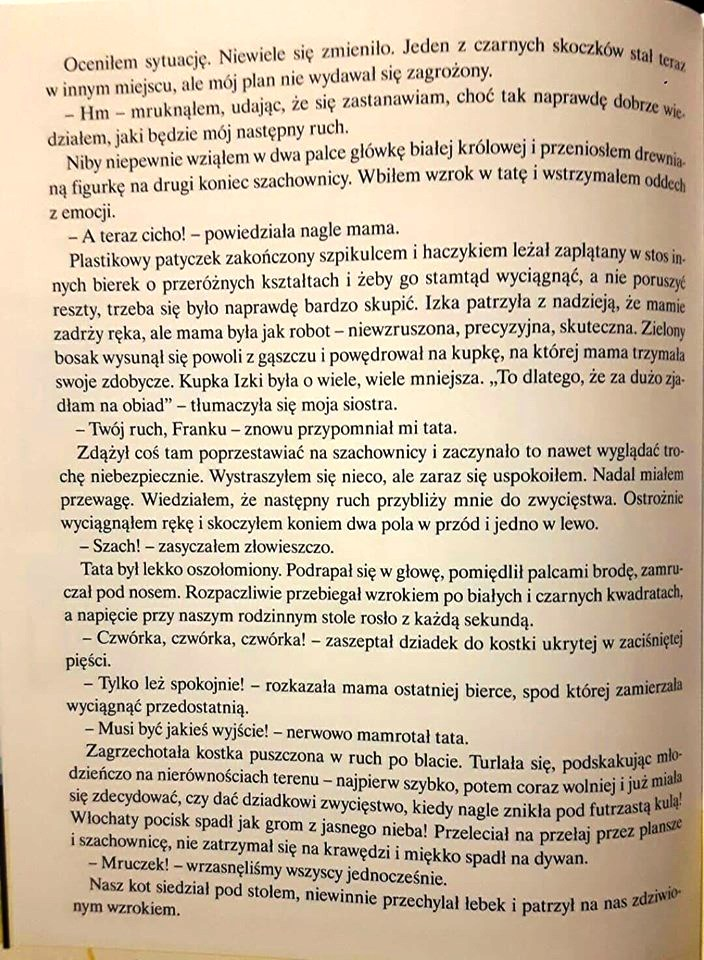 Oceniłem sytuację. Niewiele się zmieniło. Jeden z czarnych skoczków stał teraz
w innym miejscu, ale mój plan nie wydawał się zagrożony.
– Hm – mruknąłem, udając, że się zastanawiam, choć tak naprawdę dobrze wie-
działem, jaki będzie mój następny ruch.
Niby niepewnie wziąłem w dwa palce główkę białej królowej i przeniosłem drewnia-
ną figurkę na drugi koniec szachownicy. Wbiłem wzrok w tatę i wstrzymałem oddech
z emocji.
– A teraz cicho! – powiedziała nagle mama.
Plastikowy patyczek zakończony szpikulcem i haczykiem leżał zaplątany w stos in-
nych bierek o przeróżnych kształtach i żeby go stamtąd wyciągnąć, a nie poruszyć
reszty, trzeba się było naprawdę bardzo skupić. Izka patrzyła z nadzieją, że mamie
zadrży ręka, ale mama była jak robot – niewzruszona, precyzyjna, skuteczna. Zielony
bosak wysunął się powoli z gąszczu i powędrował na kupkę, na której mama trzymała
swoje zdobycze. Kupka Izki była o wiele, wiele mniejsza. „To dlatego, że za dużo zja-
dłam na obiad” – tłumaczyła się moja siostra.
– Twój ruch, Franku – znowu przypomniał mi tata.
Zdążył coś tam poprzestawiać na szachownicy i zaczynało to nawet wyglądać tro-
chę niebezpiecznie. Wystraszyłem się nieco, ale zaraz się uspokoiłem. Nadal miałem
przewagę. Wiedziałem, że następny ruch przybliży mnie do zwycięstwa. Ostrożnie
wyciągnąłem rękę i skoczyłem koniem dwa pola w przód i jedno w lewo.
– Szach! – zasyczałem złowieszczo.
Tata był lekko oszołomiony. Podrapał się w głowę, pomiędlił palcami brodę, zamru-
czał pod nosem. Rozpaczliwie przebiegał wzrokiem po białych i czarnych kwadratach,
a napięcie przy naszym rodzinnym stole rosło z każdą sekundą.
– Czwórka, czwórka, czwórka! – zaszeptał dziadek do kostki ukrytej w zaciśniętej
pięści.
– Tylko leż spokojnie! – rozkazała mama ostatniej bierce, spod której zamierzała
wyciągnąć przedostatnią.
– Musi być jakieś wyjście! – nerwowo mamrotał tata.
Zagrzechotała kostka puszczona w ruch po blacie. Turlała się, podskakując mło-
dzieńczo na nierównościach terenu – najpierw szybko, potem coraz wolniej i już miała
się zdecydować, czy dać dziadkowi zwycięstwo, kiedy nagle znikła pod futrzastą kulą!
Włochaty pocisk spadł jak grom z jasnego nieba! Przeleciał na przełaj przez plansze
i szachownicę, nie zatrzymał się na krawędzi i miękko spadł na dywan.
– Mruczek! – wrzasnęliśmy wszyscy jednocześnie.
Nasz kot siedział pod stołem, niewinnie przechylał łebek i patrzył na nas zdziwio-
nym wzrokiem.